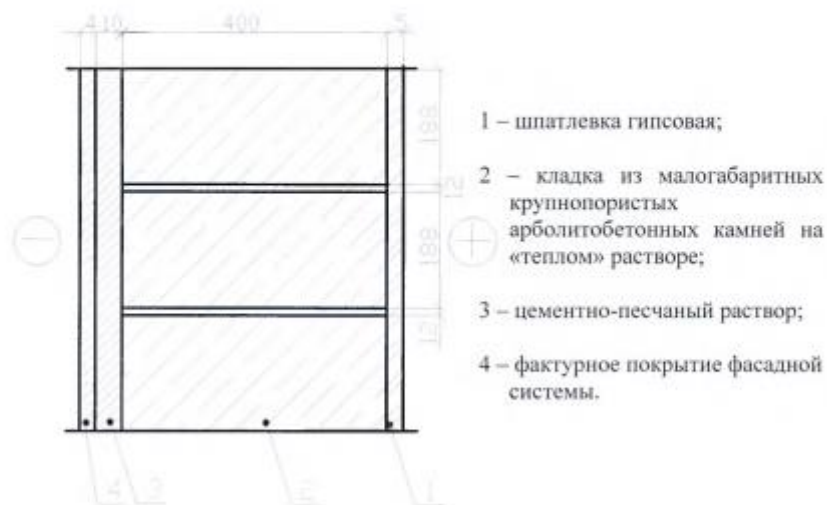 4 10 400 5
1 – шпатлевка гипсовая;
188
2 – кладка из малогабаритных
крупнопористых
арболитобетонных камней на
«теплом» растворе;
12
188
3 – цементно-песчаный раствор;
12
4 – фактурное покрытие фасадной
системы.
4 3 2 1